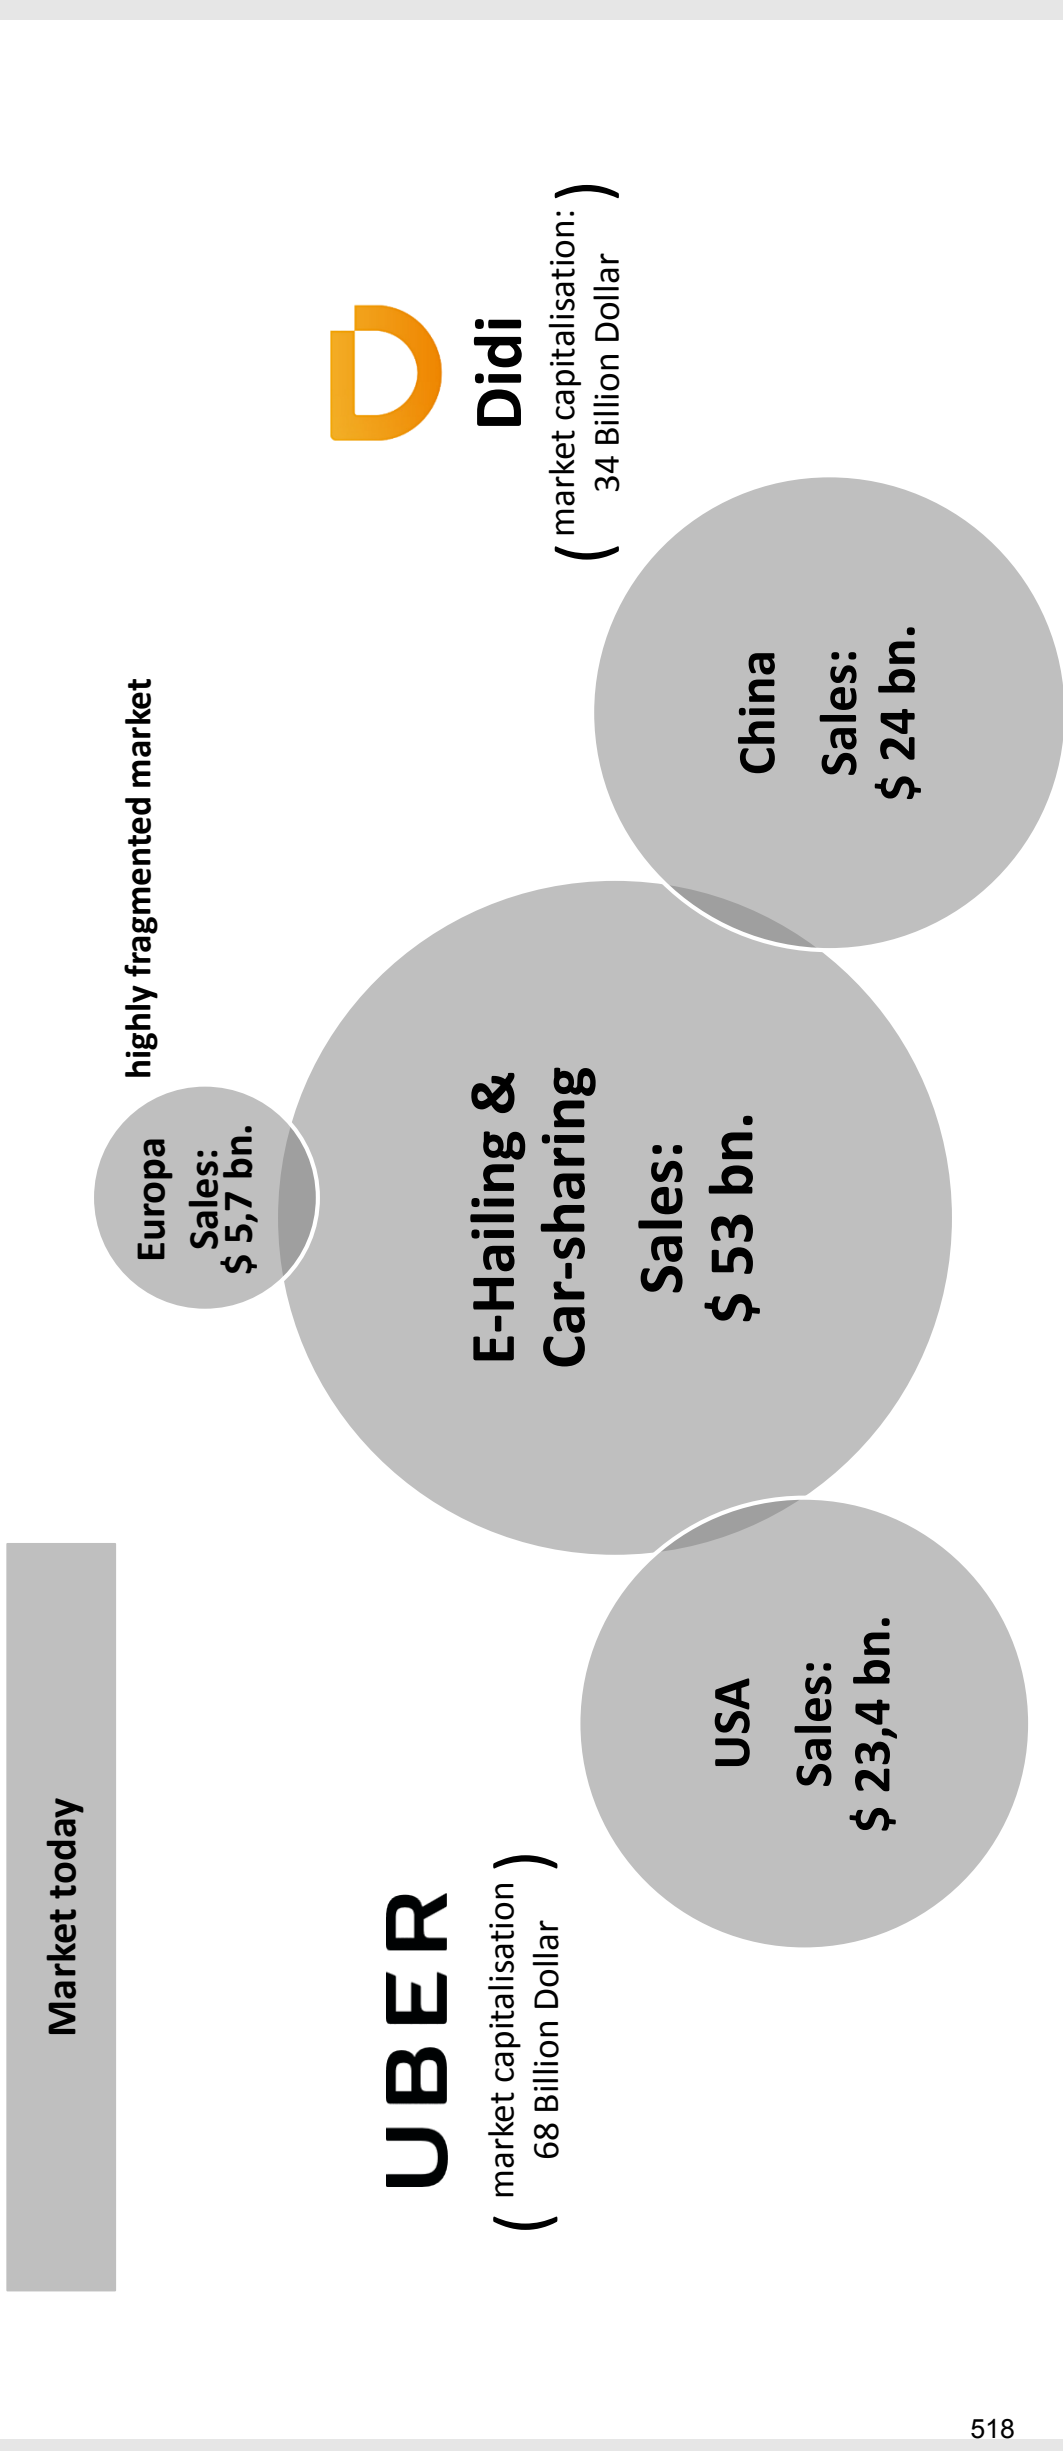 Market today
highly fragmented market
Europa
Sales:
$ 5,7 bn.
UBER
( market capitalisation )
68 Billion Dollar
E-Hailing &
Car-sharing
Sales:
$ 53 bn.
Didi
( market capitalisation: )
34 Billion Dollar
USA
Sales:
$ 23,4 bn.
China
Sales:
$ 24 bn.
518